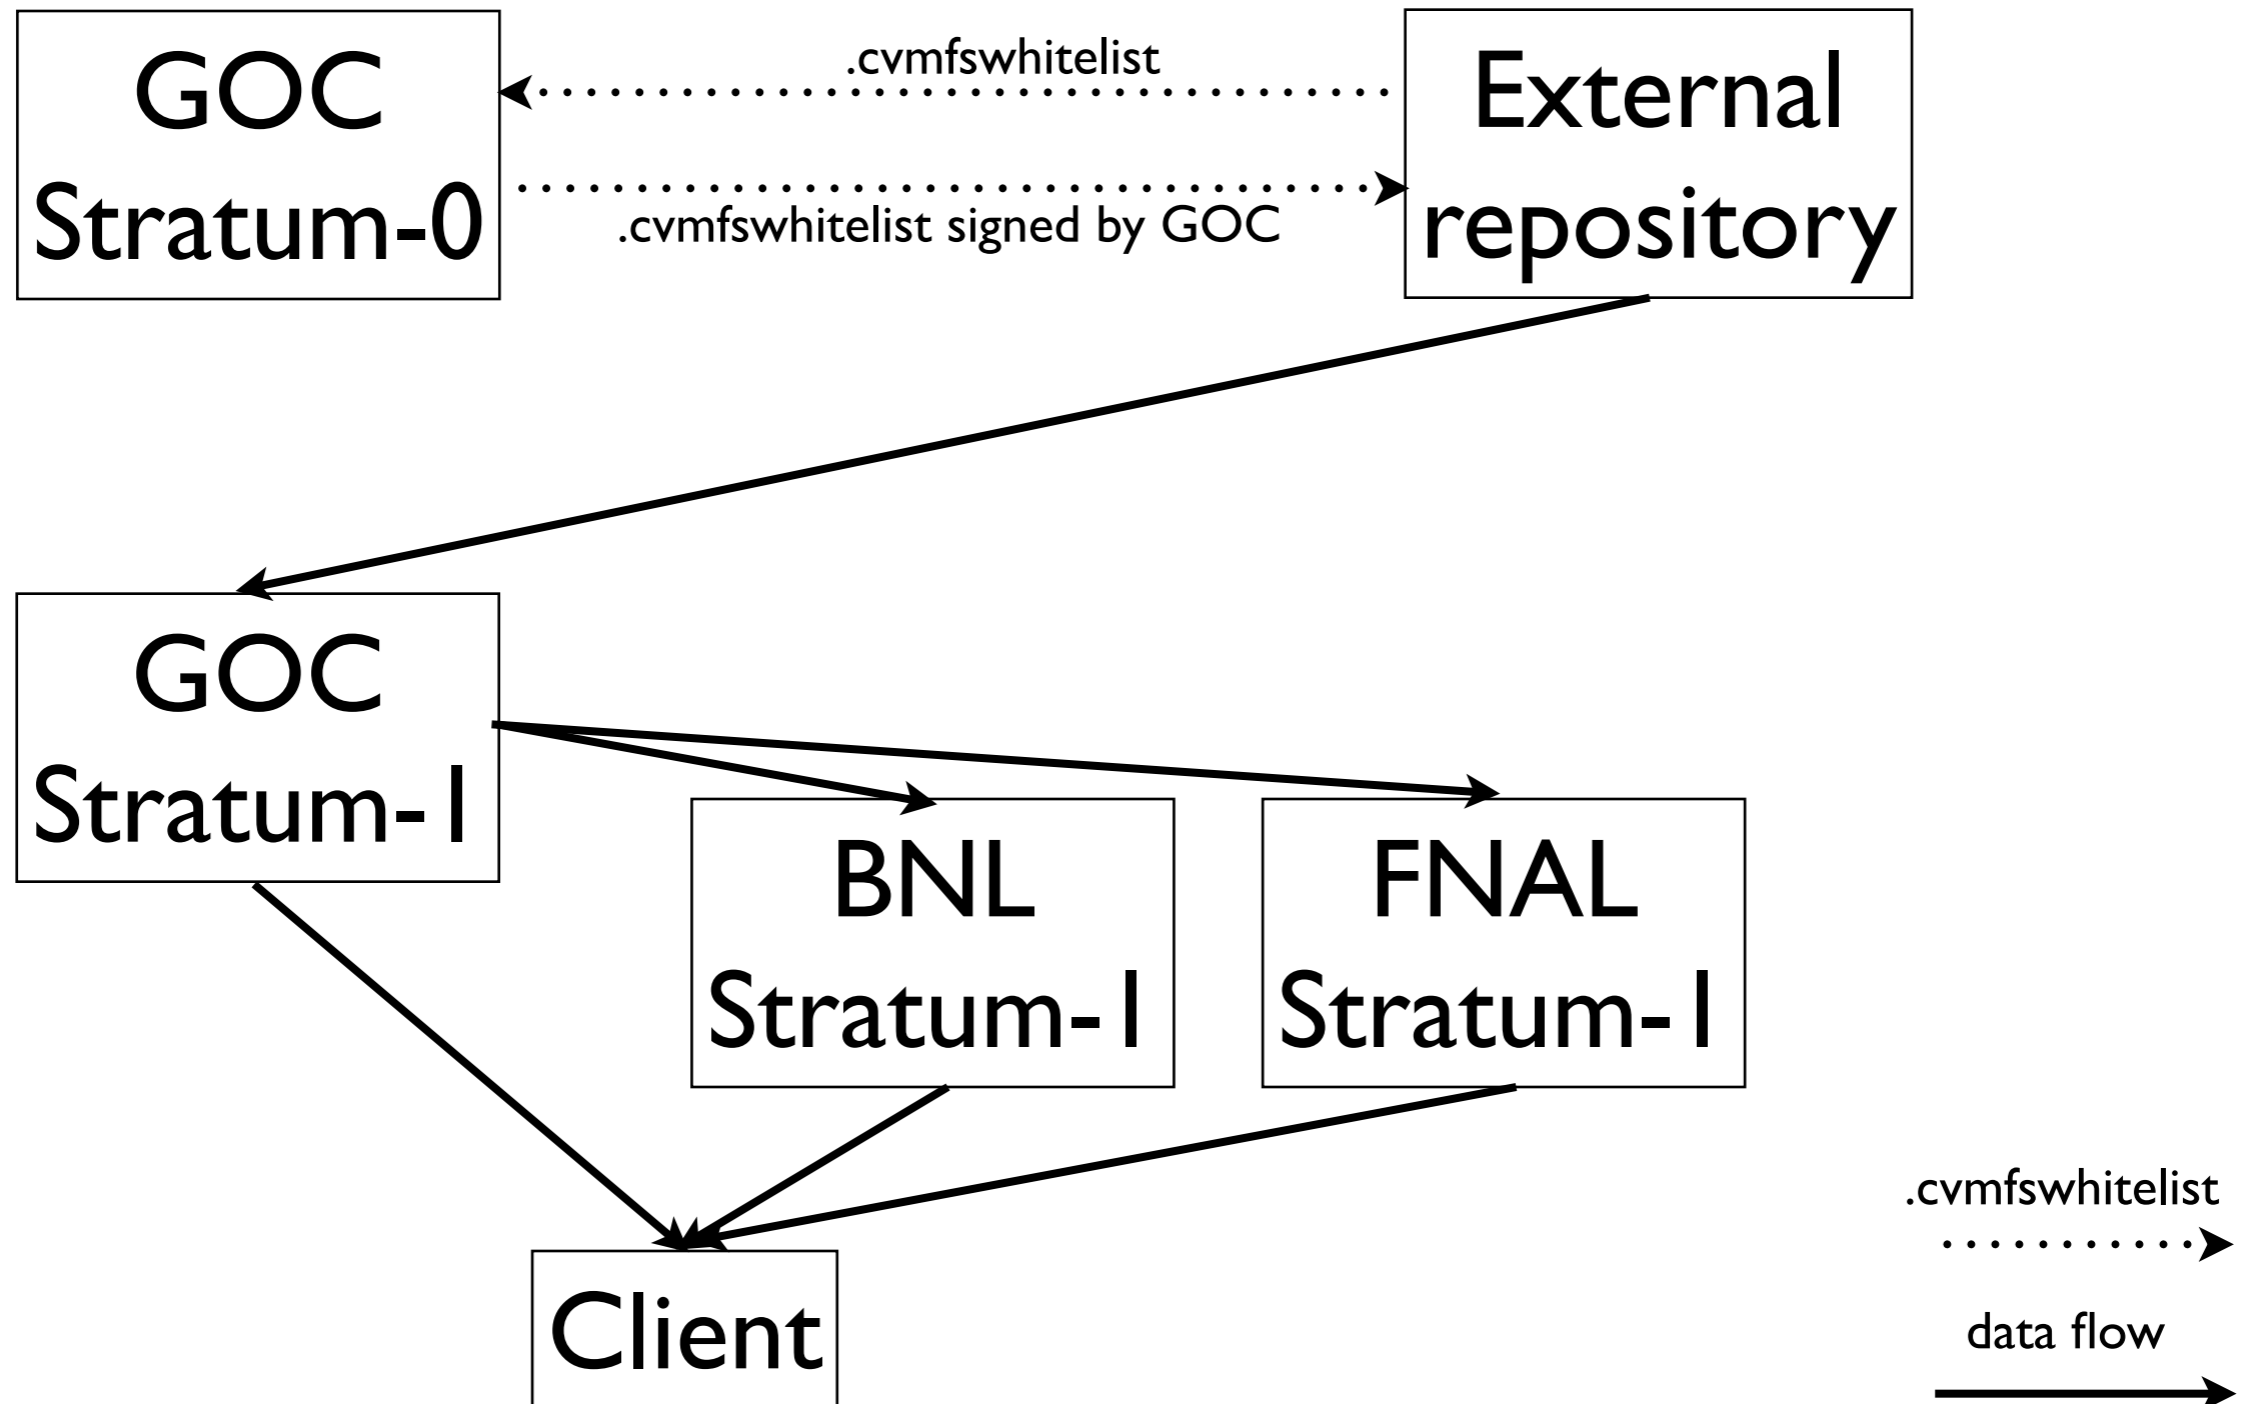 GOC
Stratum-0
.cvmfswhitelist
.cvmfswhitelist signed by GOC
External
repository
GOC
Stratum-1
BNL
Stratum-1
FNAL
Stratum-1
Client
.cvmfswhitelist
data flow